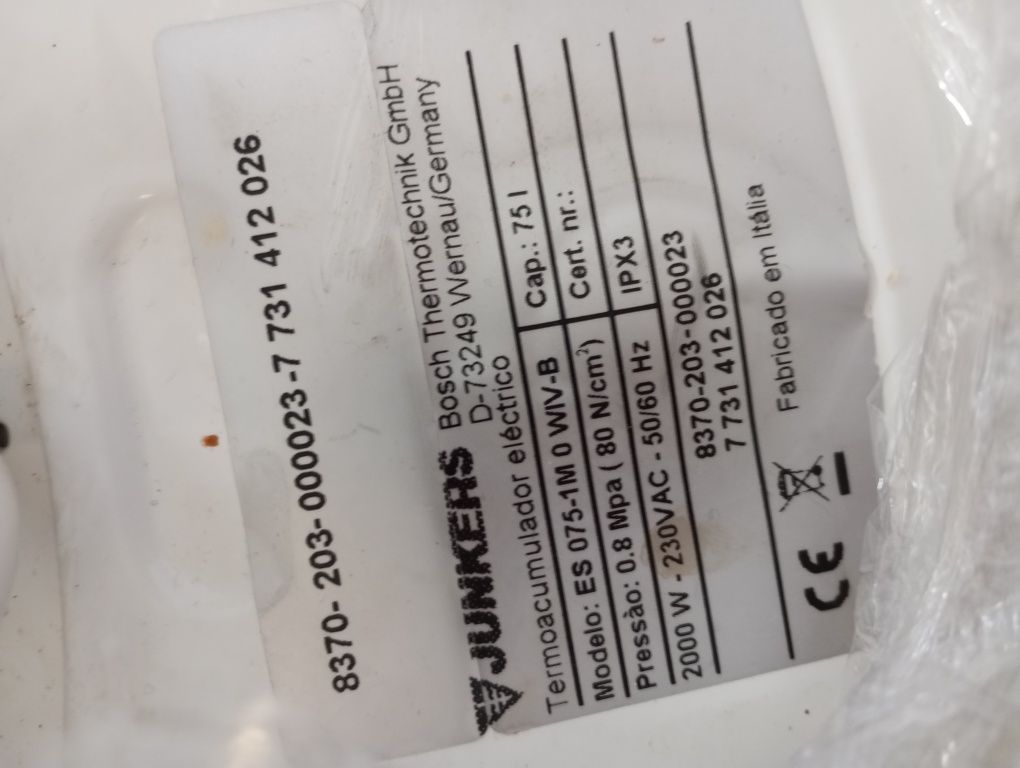 8370-203-000023-7 731 412 026
JUNKERS
Bosch Thermotechnik GmbH
D-73249 Wernau/Germany
Termoacumulador eléctrico
Modelo: ES 075-1M 0 WIV-B Cap.: 75 l
Pressão: 0.8 Mpa ( 80 N/cm²) Cert. nr.:
2000 W - 230VAC - 50/60 Hz IPX3
8370-203-000023
7 731 412 026
CE Fabricado em Itália